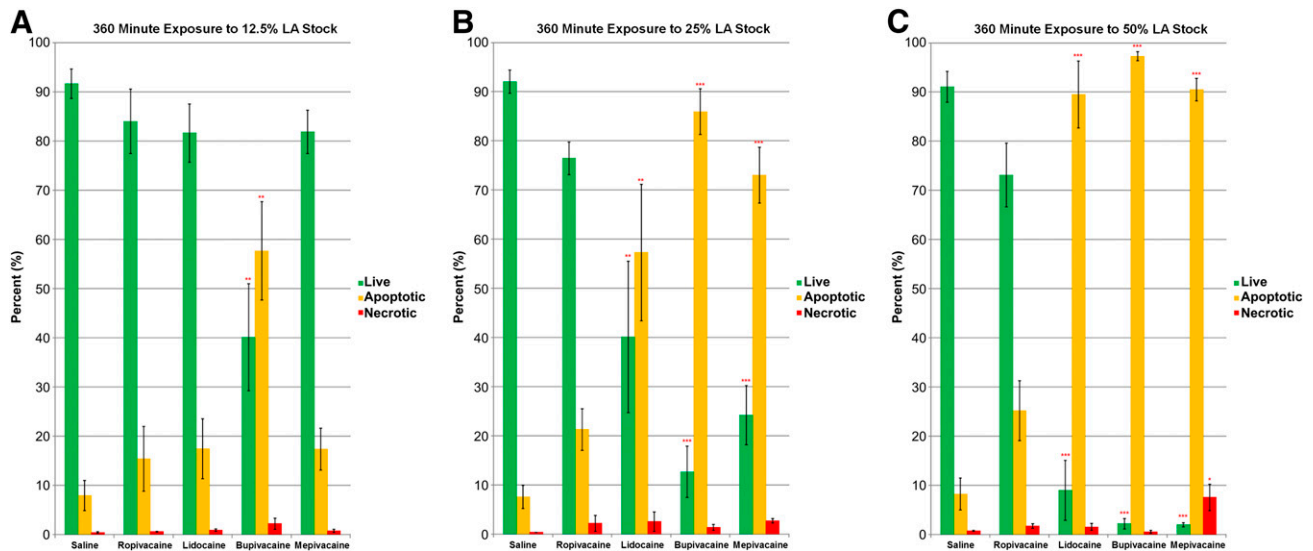 A
360 Minute Exposure to 12.5% LA Stock
100
90
80
70
60
50
40
30
20
10
0
Percent (%)
**
**
Live
Apoptotic
Necrotic
Saline Ropivacaine Lidocaine Bupivacaine Mepivacaine
B
360 Minute Exposure to 25% LA Stock
100
90
80
70
60
50
40
30
20
10
0
Percent (%)
**
**
***
***
***
***
Live
Apoptotic
Necrotic
Saline Ropivacaine Lidocaine Bupivacaine Mepivacaine
C
360 Minute Exposure to 50% LA Stock
100
90
80
70
60
50
40
30
20
10
0
Percent (%)
***
***
***
***
***
***
*
Live
Apoptotic
Necrotic
Saline Ropivacaine Lidocaine Bupivacaine Mepivacaine